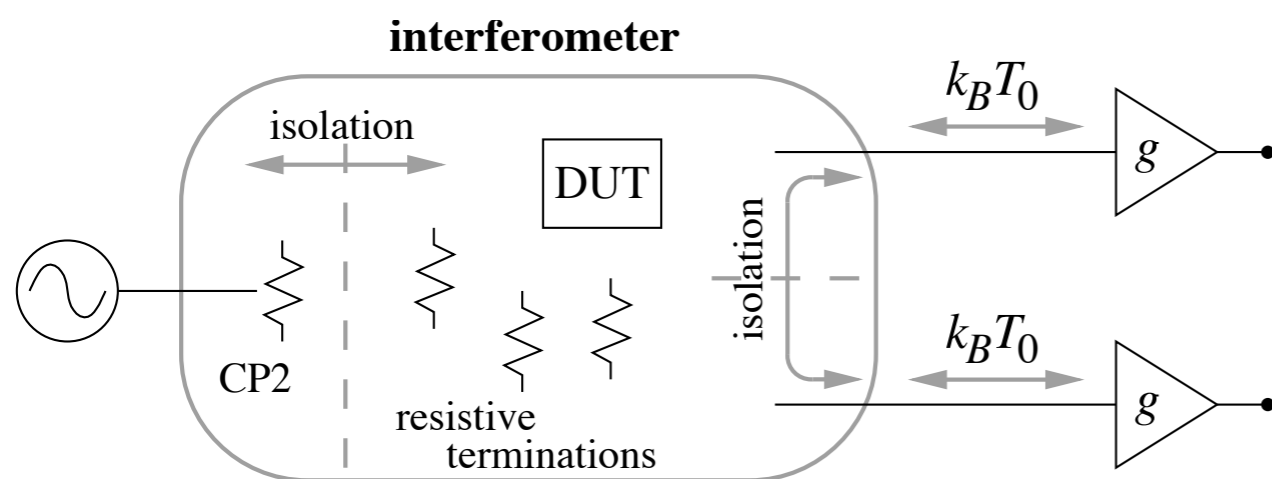 interferometer
isolation
k_BT_0
g
DUT
isolation
CP2
k_BT_0
g
resistive
terminations